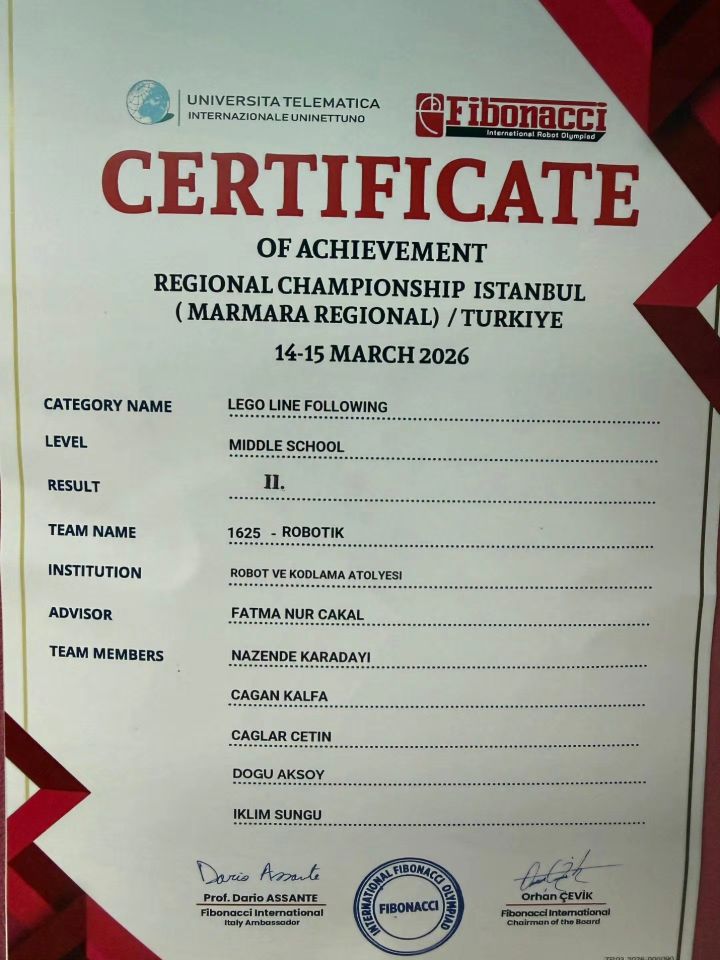 UNIVERSITA TELEMATICA
INTERNAZIONALE UNINETTUNO
Fibonacci
International Robot Olympiad
CERTIFICATE
OF ACHIEVEMENT
REGIONAL CHAMPIONSHIP ISTANBUL
( MARMARA REGIONAL) / TURKIYE
14-15 MARCH 2026
CATEGORY NAME LEGO LINE FOLLOWING
LEVEL MIDDLE SCHOOL
RESULT II.
TEAM NAME 1625 - ROBOTIK
INSTITUTION ROBOT VE KODLAMA ATOLYESI
ADVISOR FATMA NUR CAKAL
TEAM MEMBERS NAZENDE KARADAYI
CAGAN KALFA
CAGLAR CETIN
DOGU AKSOY
IKLIM SUNGU
Dario Assante
Prof. Dario ASSANTE
Fibonacci International
Italy Ambassador
INTERNATIONAL FIBONACCI OLYMPIAD
FIBONACCI
Orhan ÇEVİK
Fibonacci International
Chairman of the Board